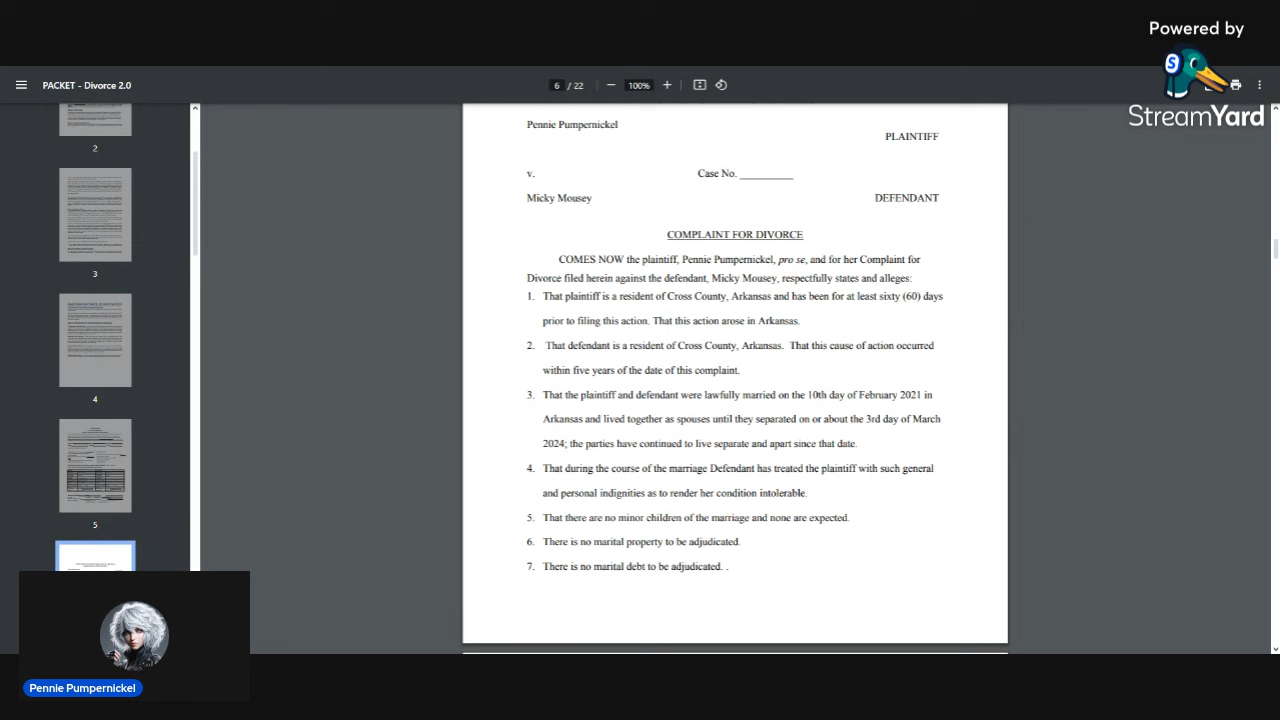 Powered by
StreamYard
PACKET - Divorce 2.0
6 / 22
100%
2
3
4
5
Pennie Pumpernickel
PLAINTIFF
v.
Case No. __________
Micky Mousey
DEFENDANT
COMPLAINT FOR DIVORCE
COMES NOW the plaintiff, Pennie Pumpernickel, pro se, and for her Complaint for
Divorce filed herein against the defendant, Micky Mousey, respectfully states and alleges:
1. That plaintiff is a resident of Cross County, Arkansas and has been for at least sixty (60) days
prior to filing this action. That this action arose in Arkansas.
2. That defendant is a resident of Cross County, Arkansas. That this cause of action occurred
within five years of the date of this complaint.
3. That the plaintiff and defendant were lawfully married on the 10th day of February 2021 in
Arkansas and lived together as spouses until they separated on or about the 3rd day of March
2024; the parties have continued to live separate and apart since that date.
4. That during the course of the marriage Defendant has treated the plaintiff with such general
and personal indignities as to render her condition intolerable.
5. That there are no minor children of the marriage and none are expected.
6. There is no marital property to be adjudicated.
7. There is no marital debt to be adjudicated. .
Pennie Pumpernickel